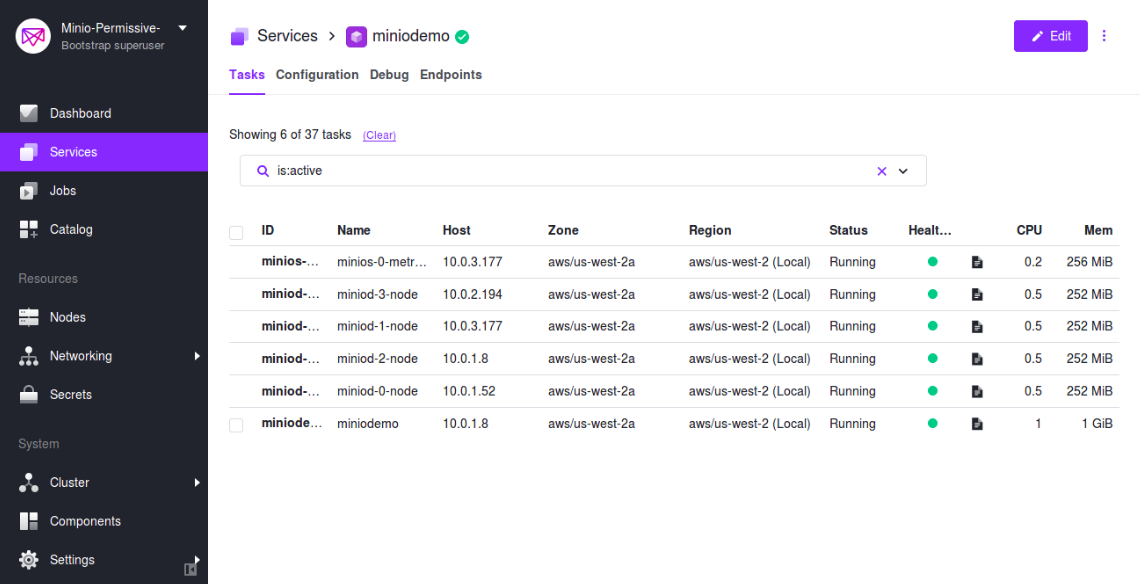 Minio-Permissive-
Bootstrap superuser
Dashboard
Services
Jobs
Catalog
Resources
Nodes
Networking
Secrets
System
Cluster
Components
Settings
Services > miniodemo
Edit
Tasks Configuration Debug Endpoints
Showing 6 of 37 tasks (Clear)
is:active
ID Name Host Zone Region Status Healt... CPU Mem
minios-... minios-0-metr... 10.0.3.177 aws/us-west-2a aws/us-west-2 (Local) Running 0.2 256 MiB
miniod-... miniod-3-node 10.0.2.194 aws/us-west-2a aws/us-west-2 (Local) Running 0.5 252 MiB
miniod-... miniod-1-node 10.0.3.177 aws/us-west-2a aws/us-west-2 (Local) Running 0.5 252 MiB
miniod-... miniod-2-node 10.0.1.8 aws/us-west-2a aws/us-west-2 (Local) Running 0.5 252 MiB
miniod-... miniod-0-node 10.0.1.52 aws/us-west-2a aws/us-west-2 (Local) Running 0.5 252 MiB
miniode... miniodemo 10.0.1.8 aws/us-west-2a aws/us-west-2 (Local) Running 1 1 GiB